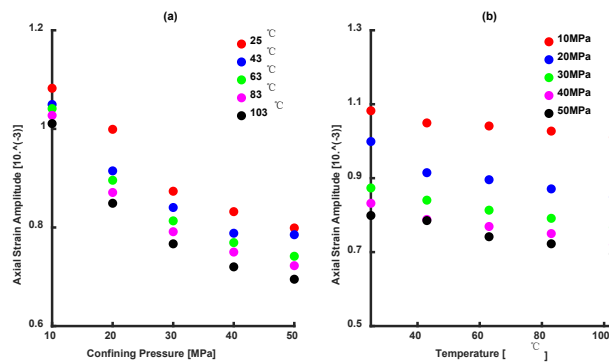 (a)
1.2
1
0.8
0.6
10
20
30
40
50
Axial Strain Amplitude [10.^(-3)]
Confining Pressure [MPa]
25 ℃
43 ℃
63 ℃
83 ℃
103 ℃
(b)
1.3
1.1
0.9
0.7
0.5
40
60
80
100
Axial Strain Amplitude [10.^(-3)]
Temperature [ ℃ ]
10MPa
20MPa
30MPa
40MPa
50MPa